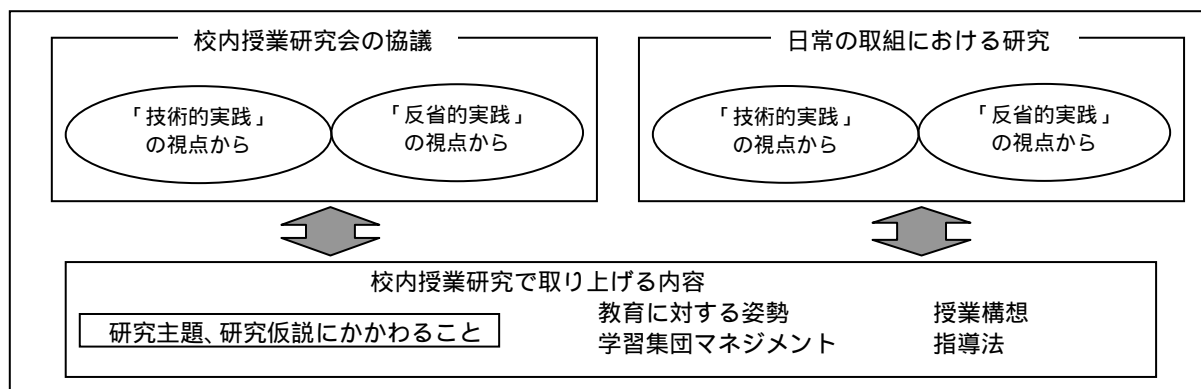 校内授業研究会の協議
「技術的実践」
の視点から
「反省的実践」
の視点から
日常の取組における研究
「技術的実践」
の視点から
「反省的実践」
の視点から
校内授業研究で取り上げる内容
研究主題、研究仮説にかかわること
教育に対する姿勢
学習集団マネジメント
授業構想
指導法